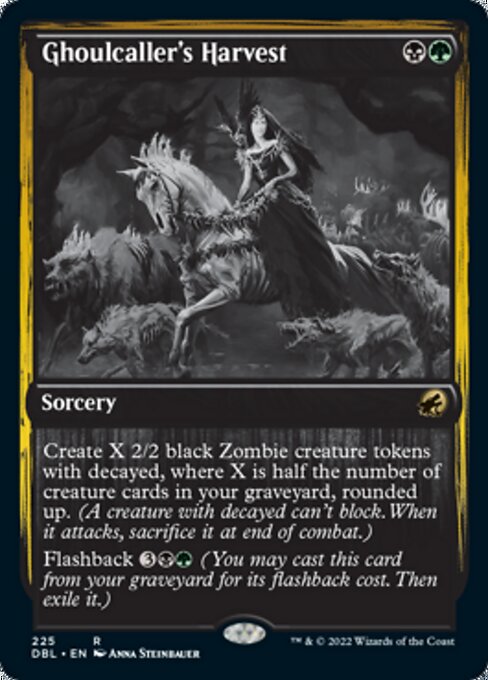 Ghoulcaller's Harvest
Sorcery
Create X 2/2 black Zombie creature tokens
with decayed, where X is half the number of
creature cards in your graveyard, rounded
up. (A creature with decayed can't block. When
it attacks, sacrifice it at end of combat.)
Flashback 3 (You may cast this card
from your graveyard for its flashback cost. Then
exile it.)
225 R
DBL • EN Anna Steinbauer
™ & © 2022 Wizards of the Coast